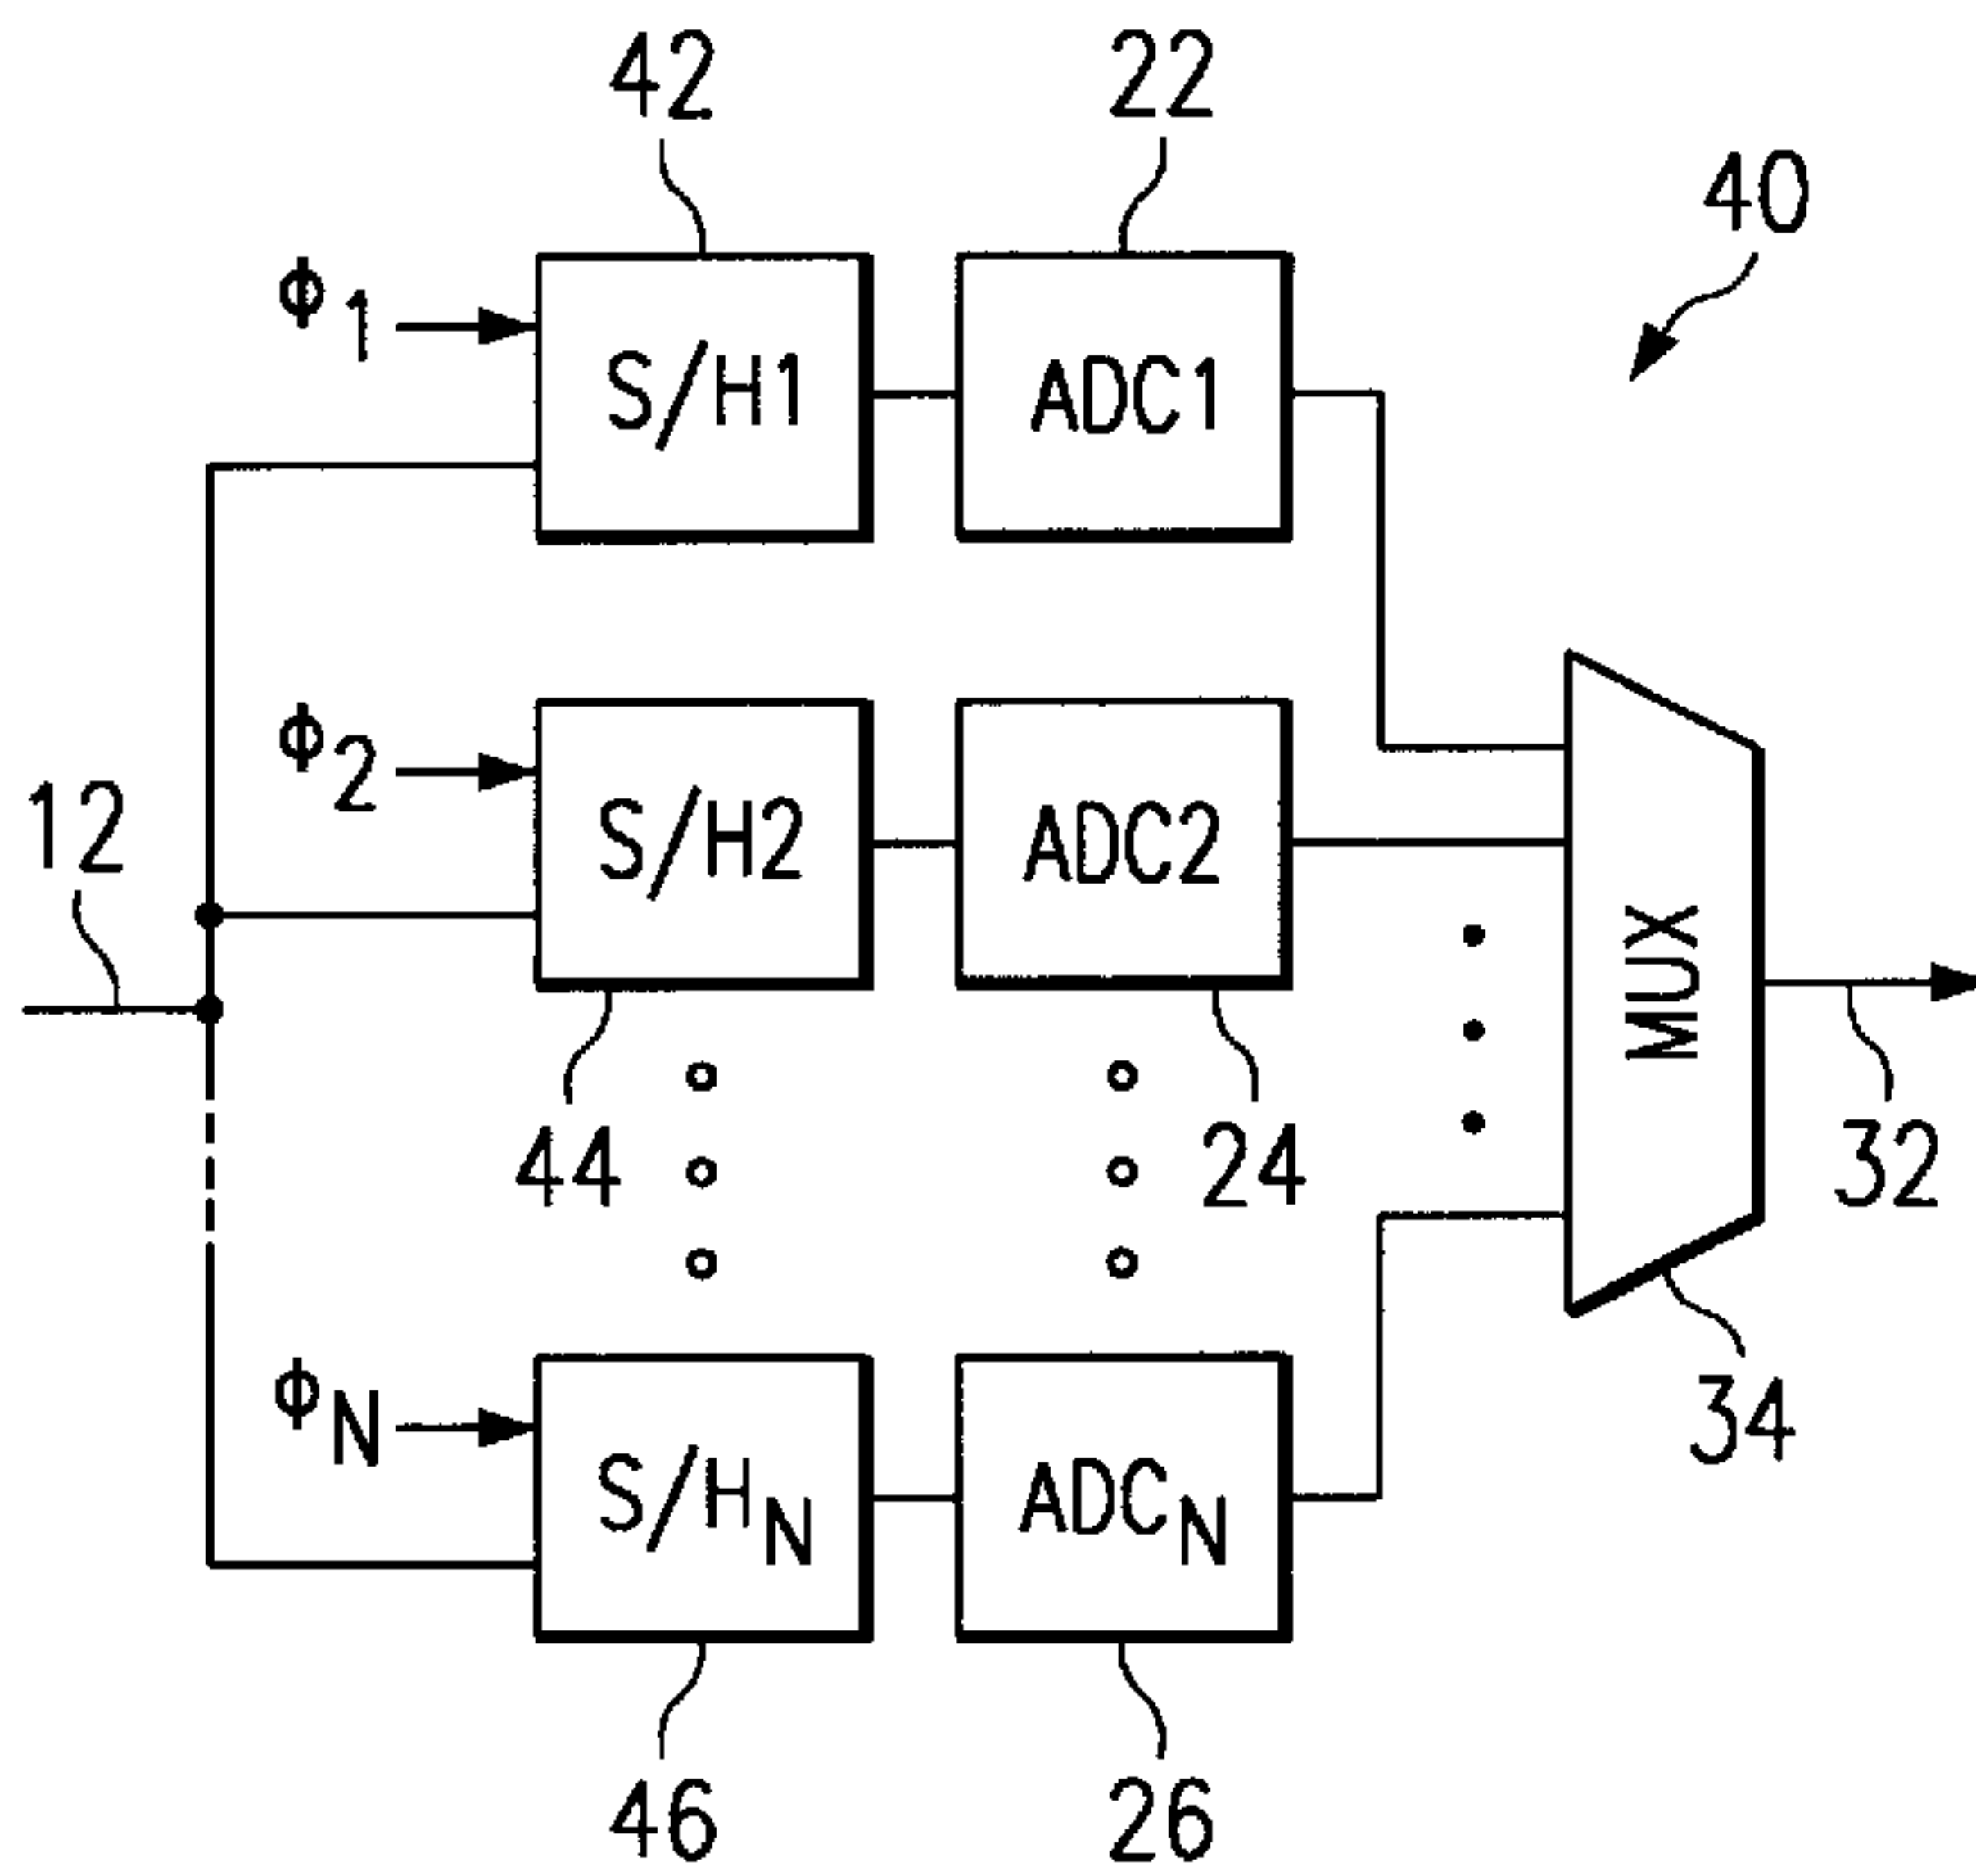 42
22
40
Φ1
S/H1
ADC1
Φ2
12
S/H2
ADC2
MUX
44
24
32
ΦN
S/HN
ADCN
34
46
26